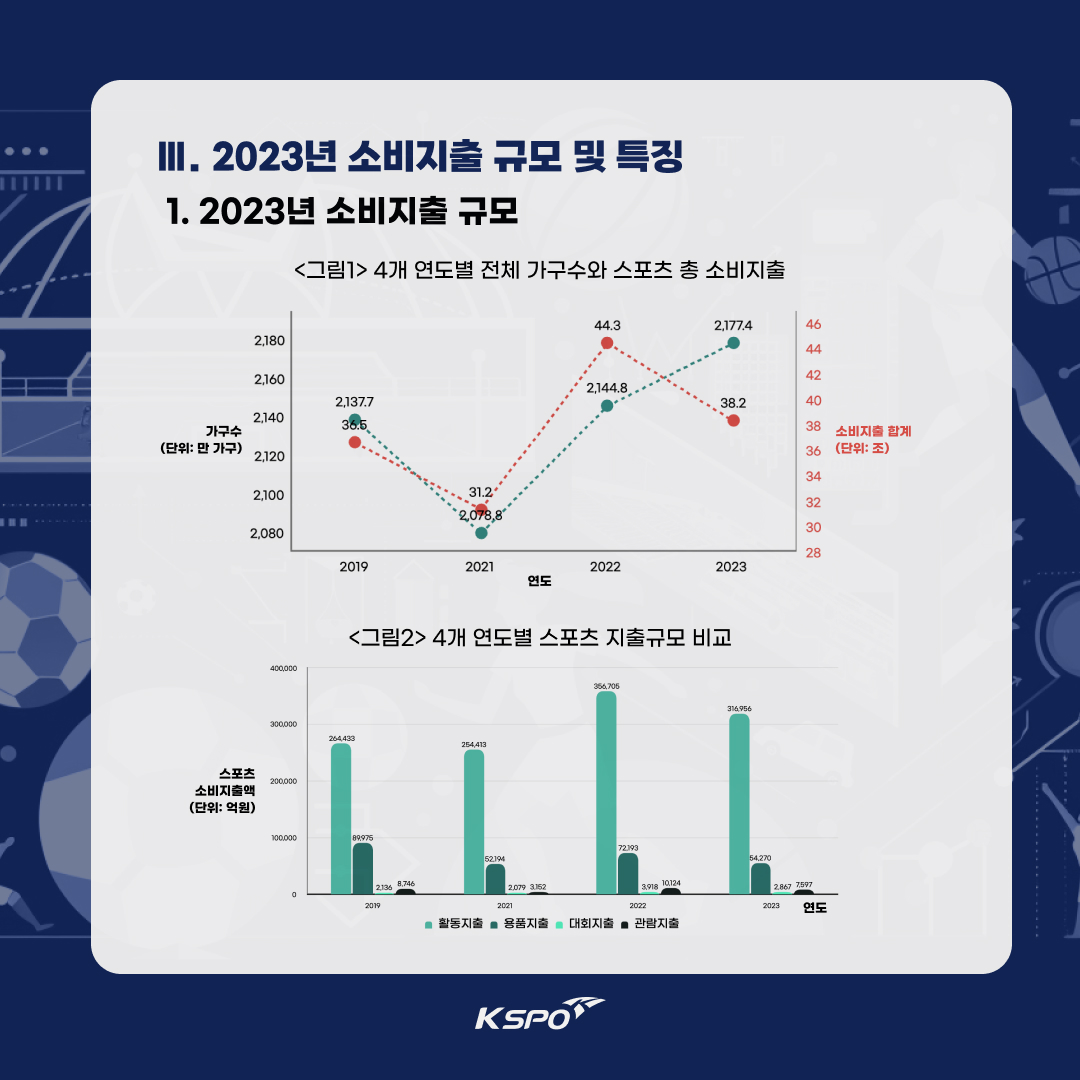 Ⅲ. 2023년 소비지출 규모 및 특징
1. 2023년 소비지출 규모
<그림1> 4개 연도별 전체 가구수와 스포츠 총 소비지출
가구수
(단위: 만 가구)
2,180
2,160
2,140
2,120
2,100
2,080
2,137.7
36.5
31.2
2,078.8
44.3
2,144.8
2,177.4
38.2
46
44
42
40
38
36
34
32
30
28
소비지출 합계
(단위: 조)
2019 2021 2022 2023
연도
<그림2> 4개 연도별 스포츠 지출규모 비교
스포츠
소비지출액
(단위: 억원)
400,000
300,000
200,000
100,000
0
264,433
89,975
2,136
8,746
254,413
52,194
2,079
3,152
356,705
72,193
3,918
10,124
316,956
54,270
2,867
7,597
2019 2021 2022 2023
연도
활동지출 용품지출 대회지출 관람지출
KSPO